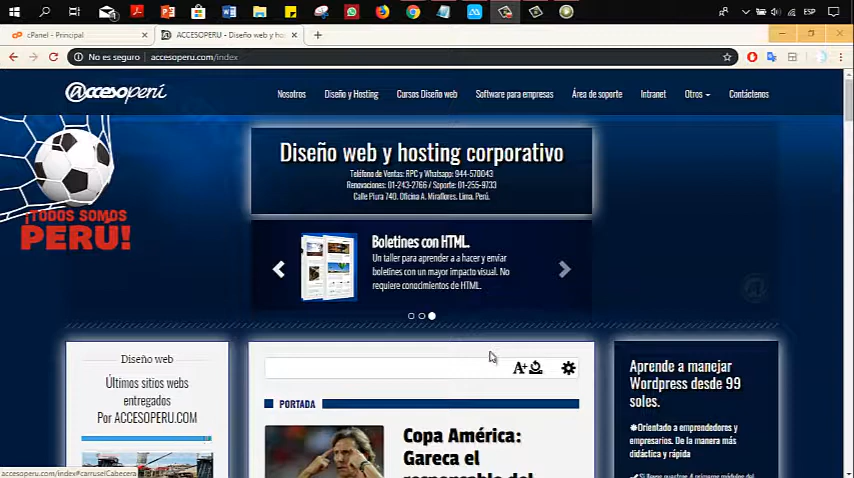 ESP
cPanel - Principal
ACCESOPERU - Diseño y web y ho
No es seguro
accesoperu.com/index
@ccesoperú
Nosotros
Diseño y Hosting
Cursos Diseño web
Software para empresas
Área de soporte
Intranet
Otros
Contáctenos
Diseño web y hosting corporativo
Teléfono de Ventas: RPC y Whatsapp: 944-570043
Renovaciones: 01-243-2766 / Soporte: 01-255-9733
Calle Piura 740. Oficina A. Miraflores. Lima. Perú.
¡TODOS SOMOS
PERÚ!
Boletines con HTML.
Un taller para aprender a a hacer y enviar
boletines con un mayor impacto visual. No
requiere conocimientos de HTML.
Diseño web
Últimos sitios webs
entregados
Por ACCESOPERU.COM
A+
PORTADA
Copa América:
Gareca el
responsable del
Aprende a manejar
Wordpress desde 99
soles.
Orientado a emprendedores y
empresarios. De la manera más
didáctica y rápida
accesoperu.com/index#carruselCabecera